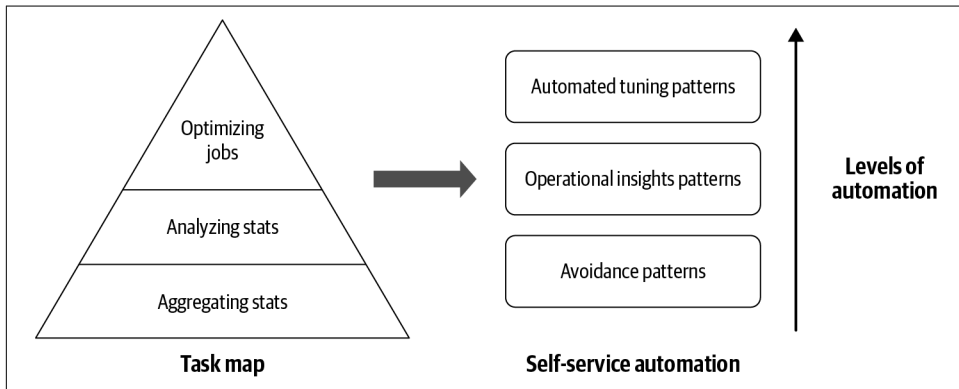 Optimizing
jobs
Analyzing stats
Aggregating stats
Task map
Automated tuning patterns
Operational insights patterns
Avoidance patterns
Self-service automation
Levels of
automation